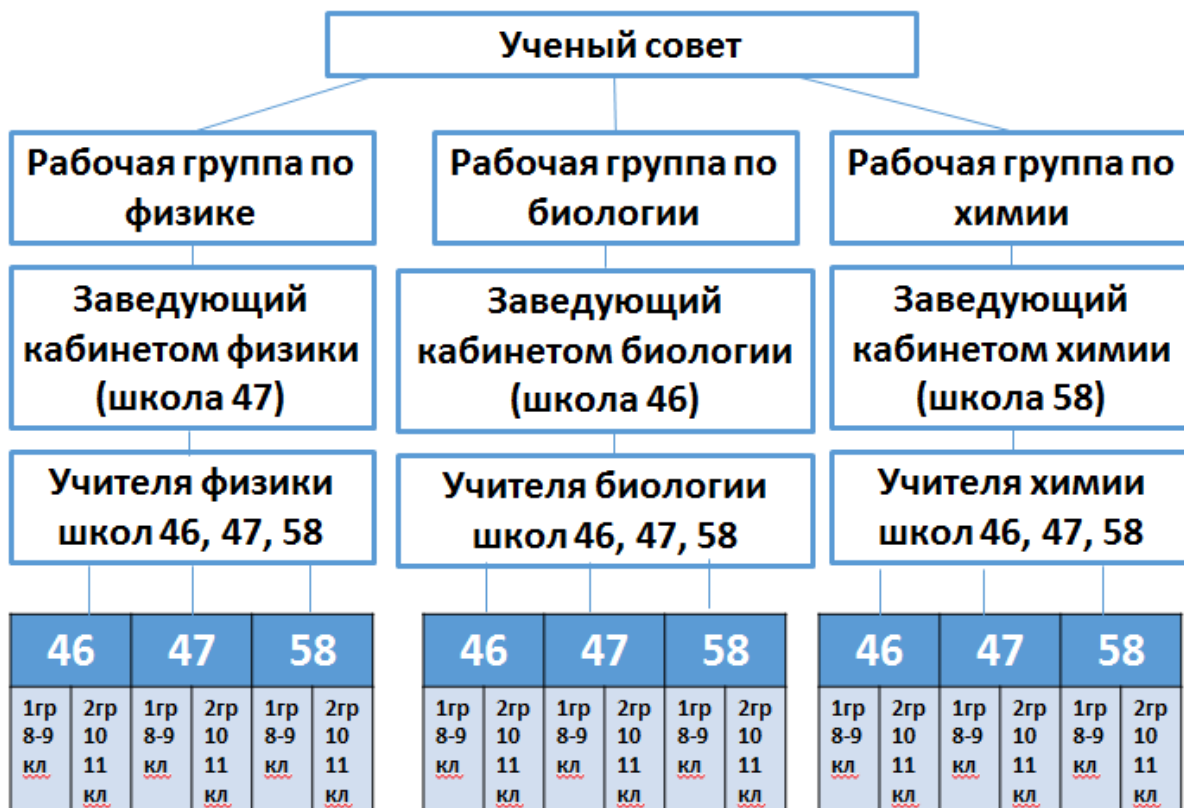 Ученый совет
Рабочая группа по
физике
Рабочая группа по
биологии
Рабочая группа по
химии
Заведующий
кабинетом физики
(школа 47)
Заведующий
кабинетом биологии
(школа 46)
Заведующий
кабинетом химии
(школа 58)
Учителя физики
школ 46, 47, 58
Учителя биологии
школ 46, 47, 58
Учителя химии
школ 46, 47, 58
46 47 58
1гр 2гр 1гр 2гр 1гр 2гр
8-9 10 8-9 10 8-9 10
кл 11 кл 11 кл 11
кл кл кл
46 47 58
1гр 2гр 1гр 2гр 1гр 2гр
8-9 10 8-9 10 8-9 10
кл 11 кл 11 кл 11
кл кл кл
46 47 58
1гр 2гр 1гр 2гр 1гр 2гр
8-9 10 8-9 10 8-9 10
кл 11 кл 11 кл 11
кл кл кл